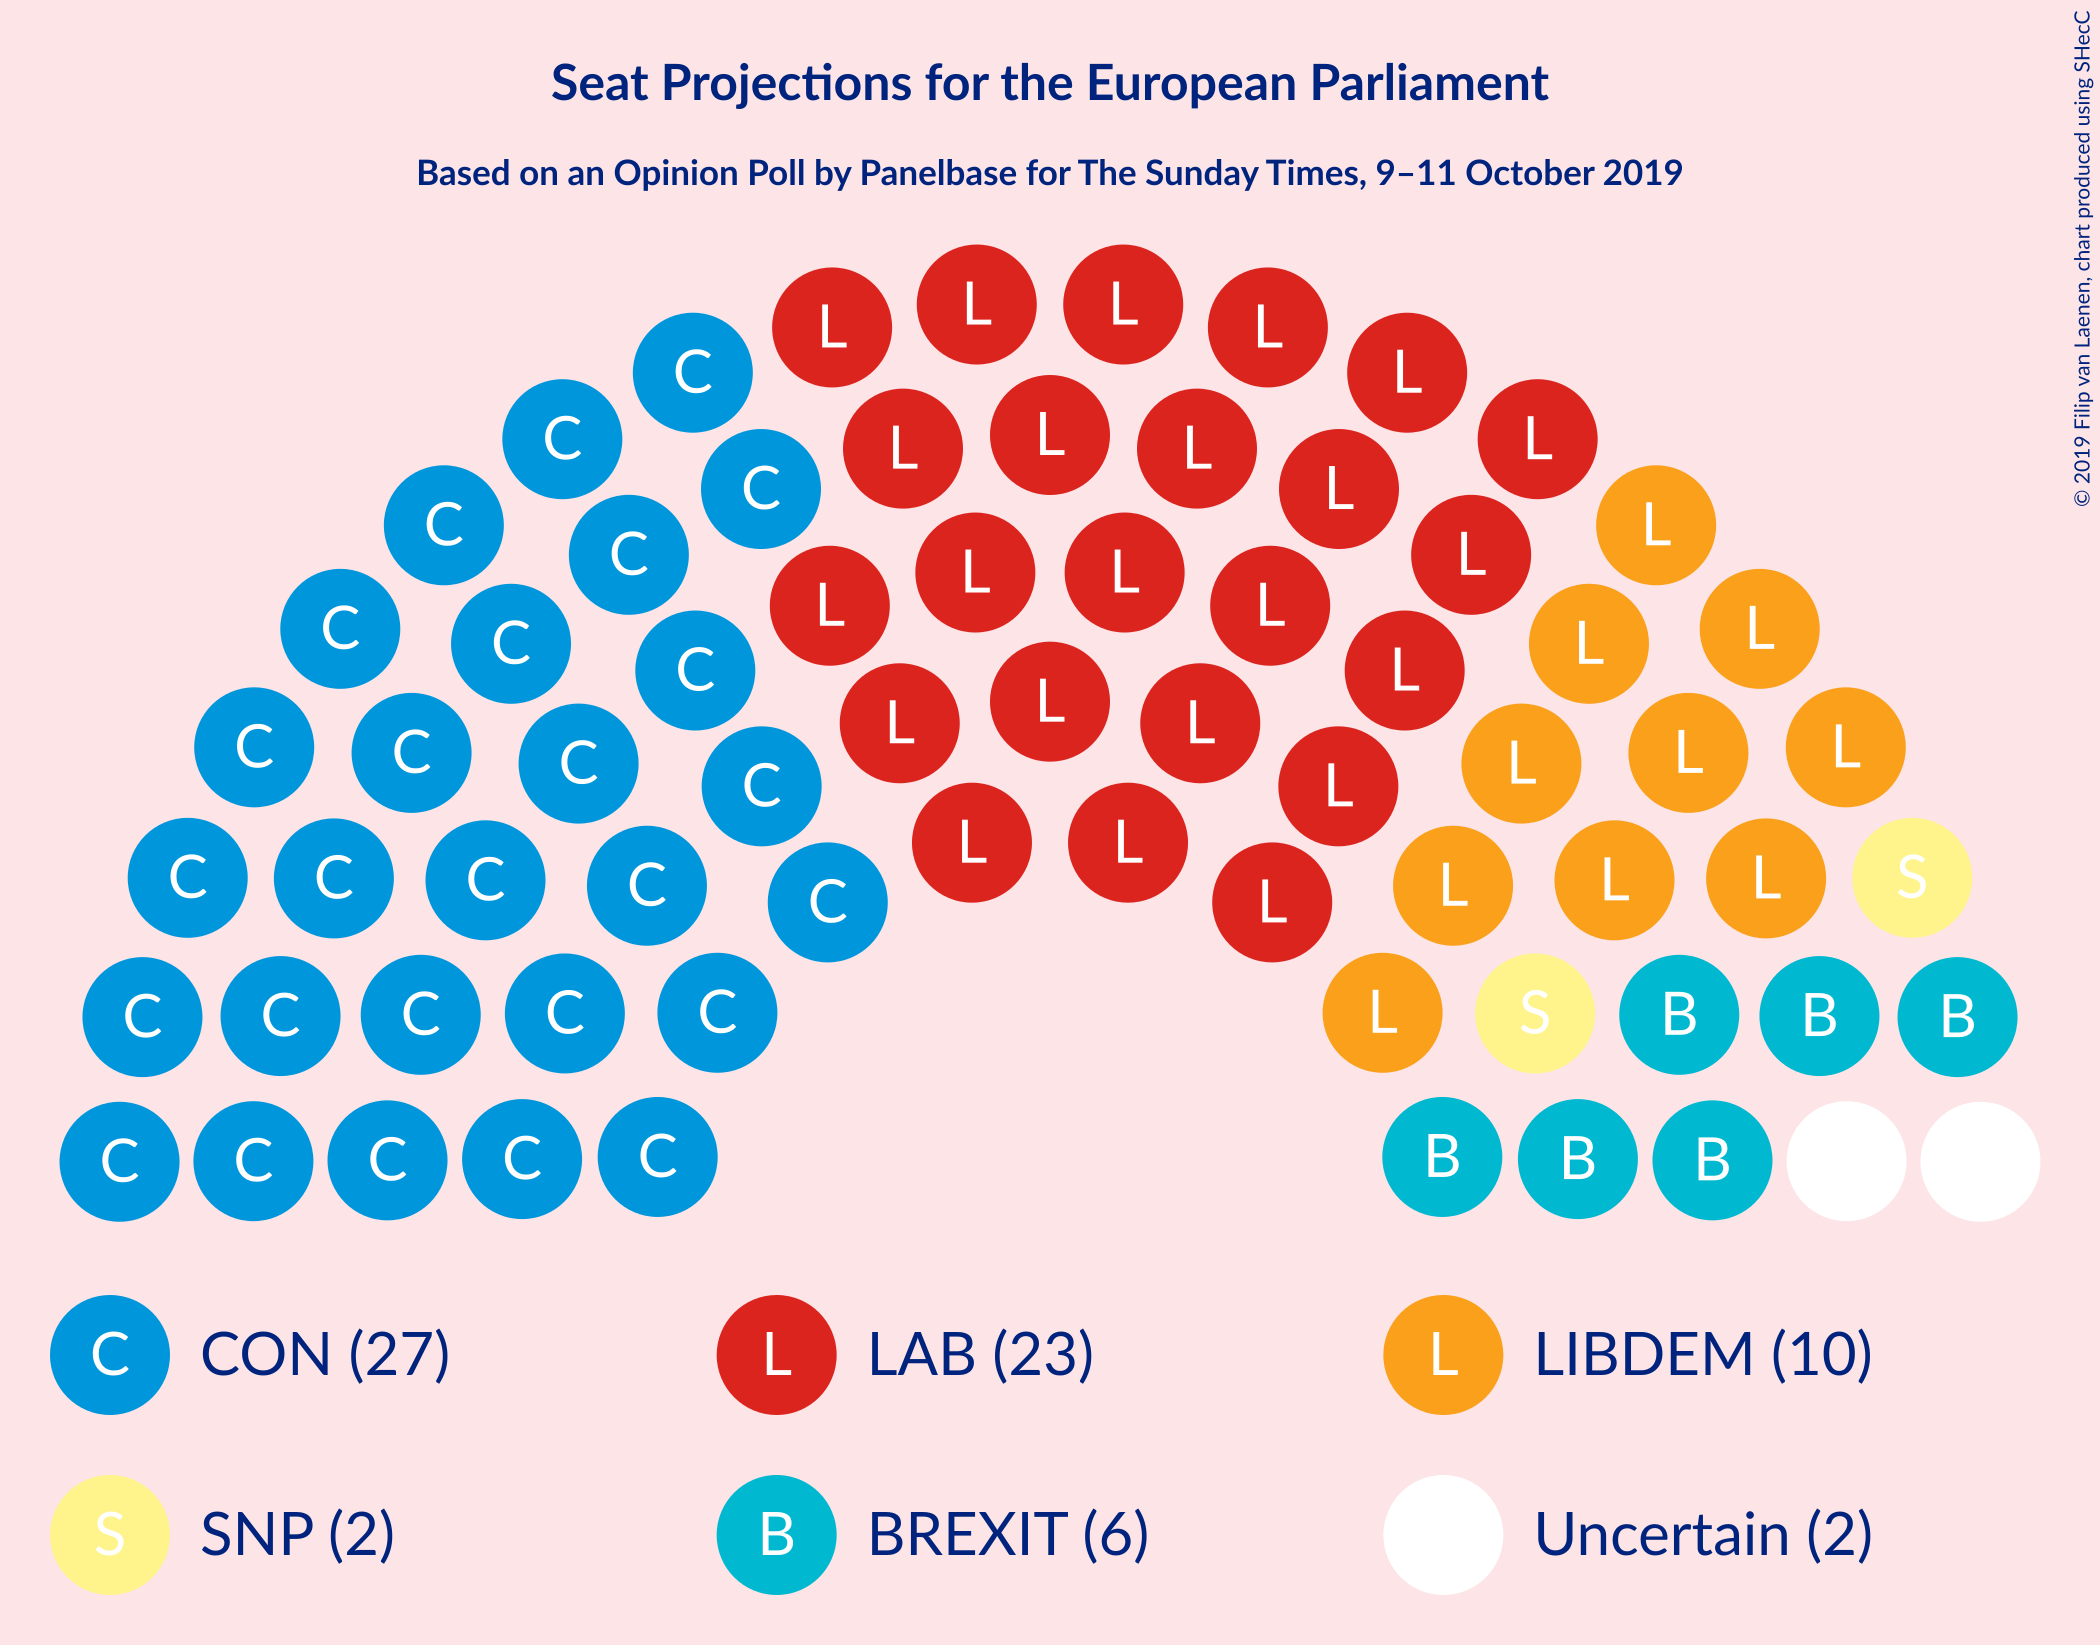 Seat Projections for the European Parliament
Based on an Opinion Poll by Panelbase for The Sunday Times, 9–11 October 2019
© 2019 Filip van Laenen, chart produced using SHecC
L L L L
C L
C L L L L
C L L
C L
C L L L L
C L L
C C L L
C L L L L
C C L L
C C L L
C C C C L L L S
C L L C L
C C C C C L S B B B
C C C C C B B B
C CON (27) L LAB (23) L LIBDEM (10)
S SNP (2) B BREXIT (6) Uncertain (2)